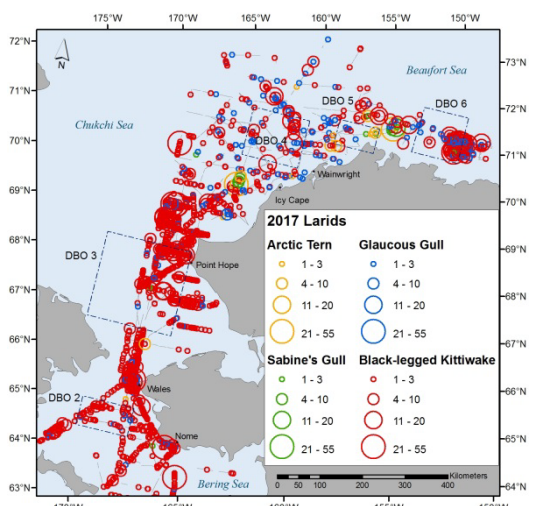 175°W 170°W 165°W 160°W 155°W 150°W
72°N
73°N
Beaufort Sea
N
DBO 5
DBO 6
72°N
71°N
Chukchi Sea
70°N
DBO 4
71°N
Wainwright
69°N
Icy Cape
70°N
2017 Larids
68°N
Arctic Tern Glaucous Gull
DBO 3
Point Hope
1 - 3 1 - 3
69°N
4 - 10 4 - 10
67°N
11 - 20 11 - 20
68°N
66°N
21 - 55 21 - 55
67°N
Sabine's Gull Black-legged Kittiwake
65°N
Wales
1 - 3 1 - 3
66°N
DBO 2
4 - 10 4 - 10
64°N
Nome
11 - 20 11 - 20
65°N
21 - 55 21 - 55
63°N
Bering Sea
Kilometers
0 50 100 200 300 400
64°N
170°W 165°W 160°W 155°W 150°W